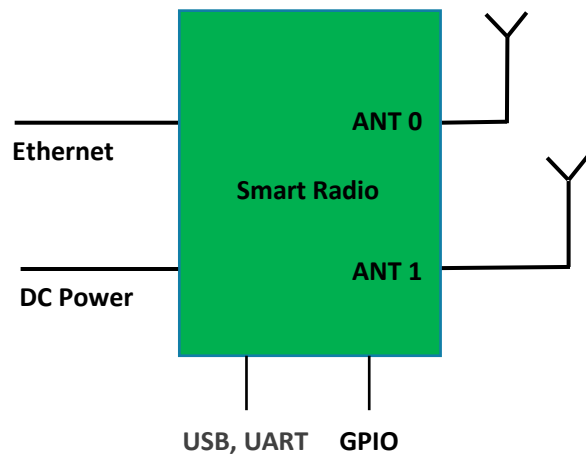 ANT 0
Ethernet
Smart Radio
ANT 1
DC Power
USB, UART GPIO